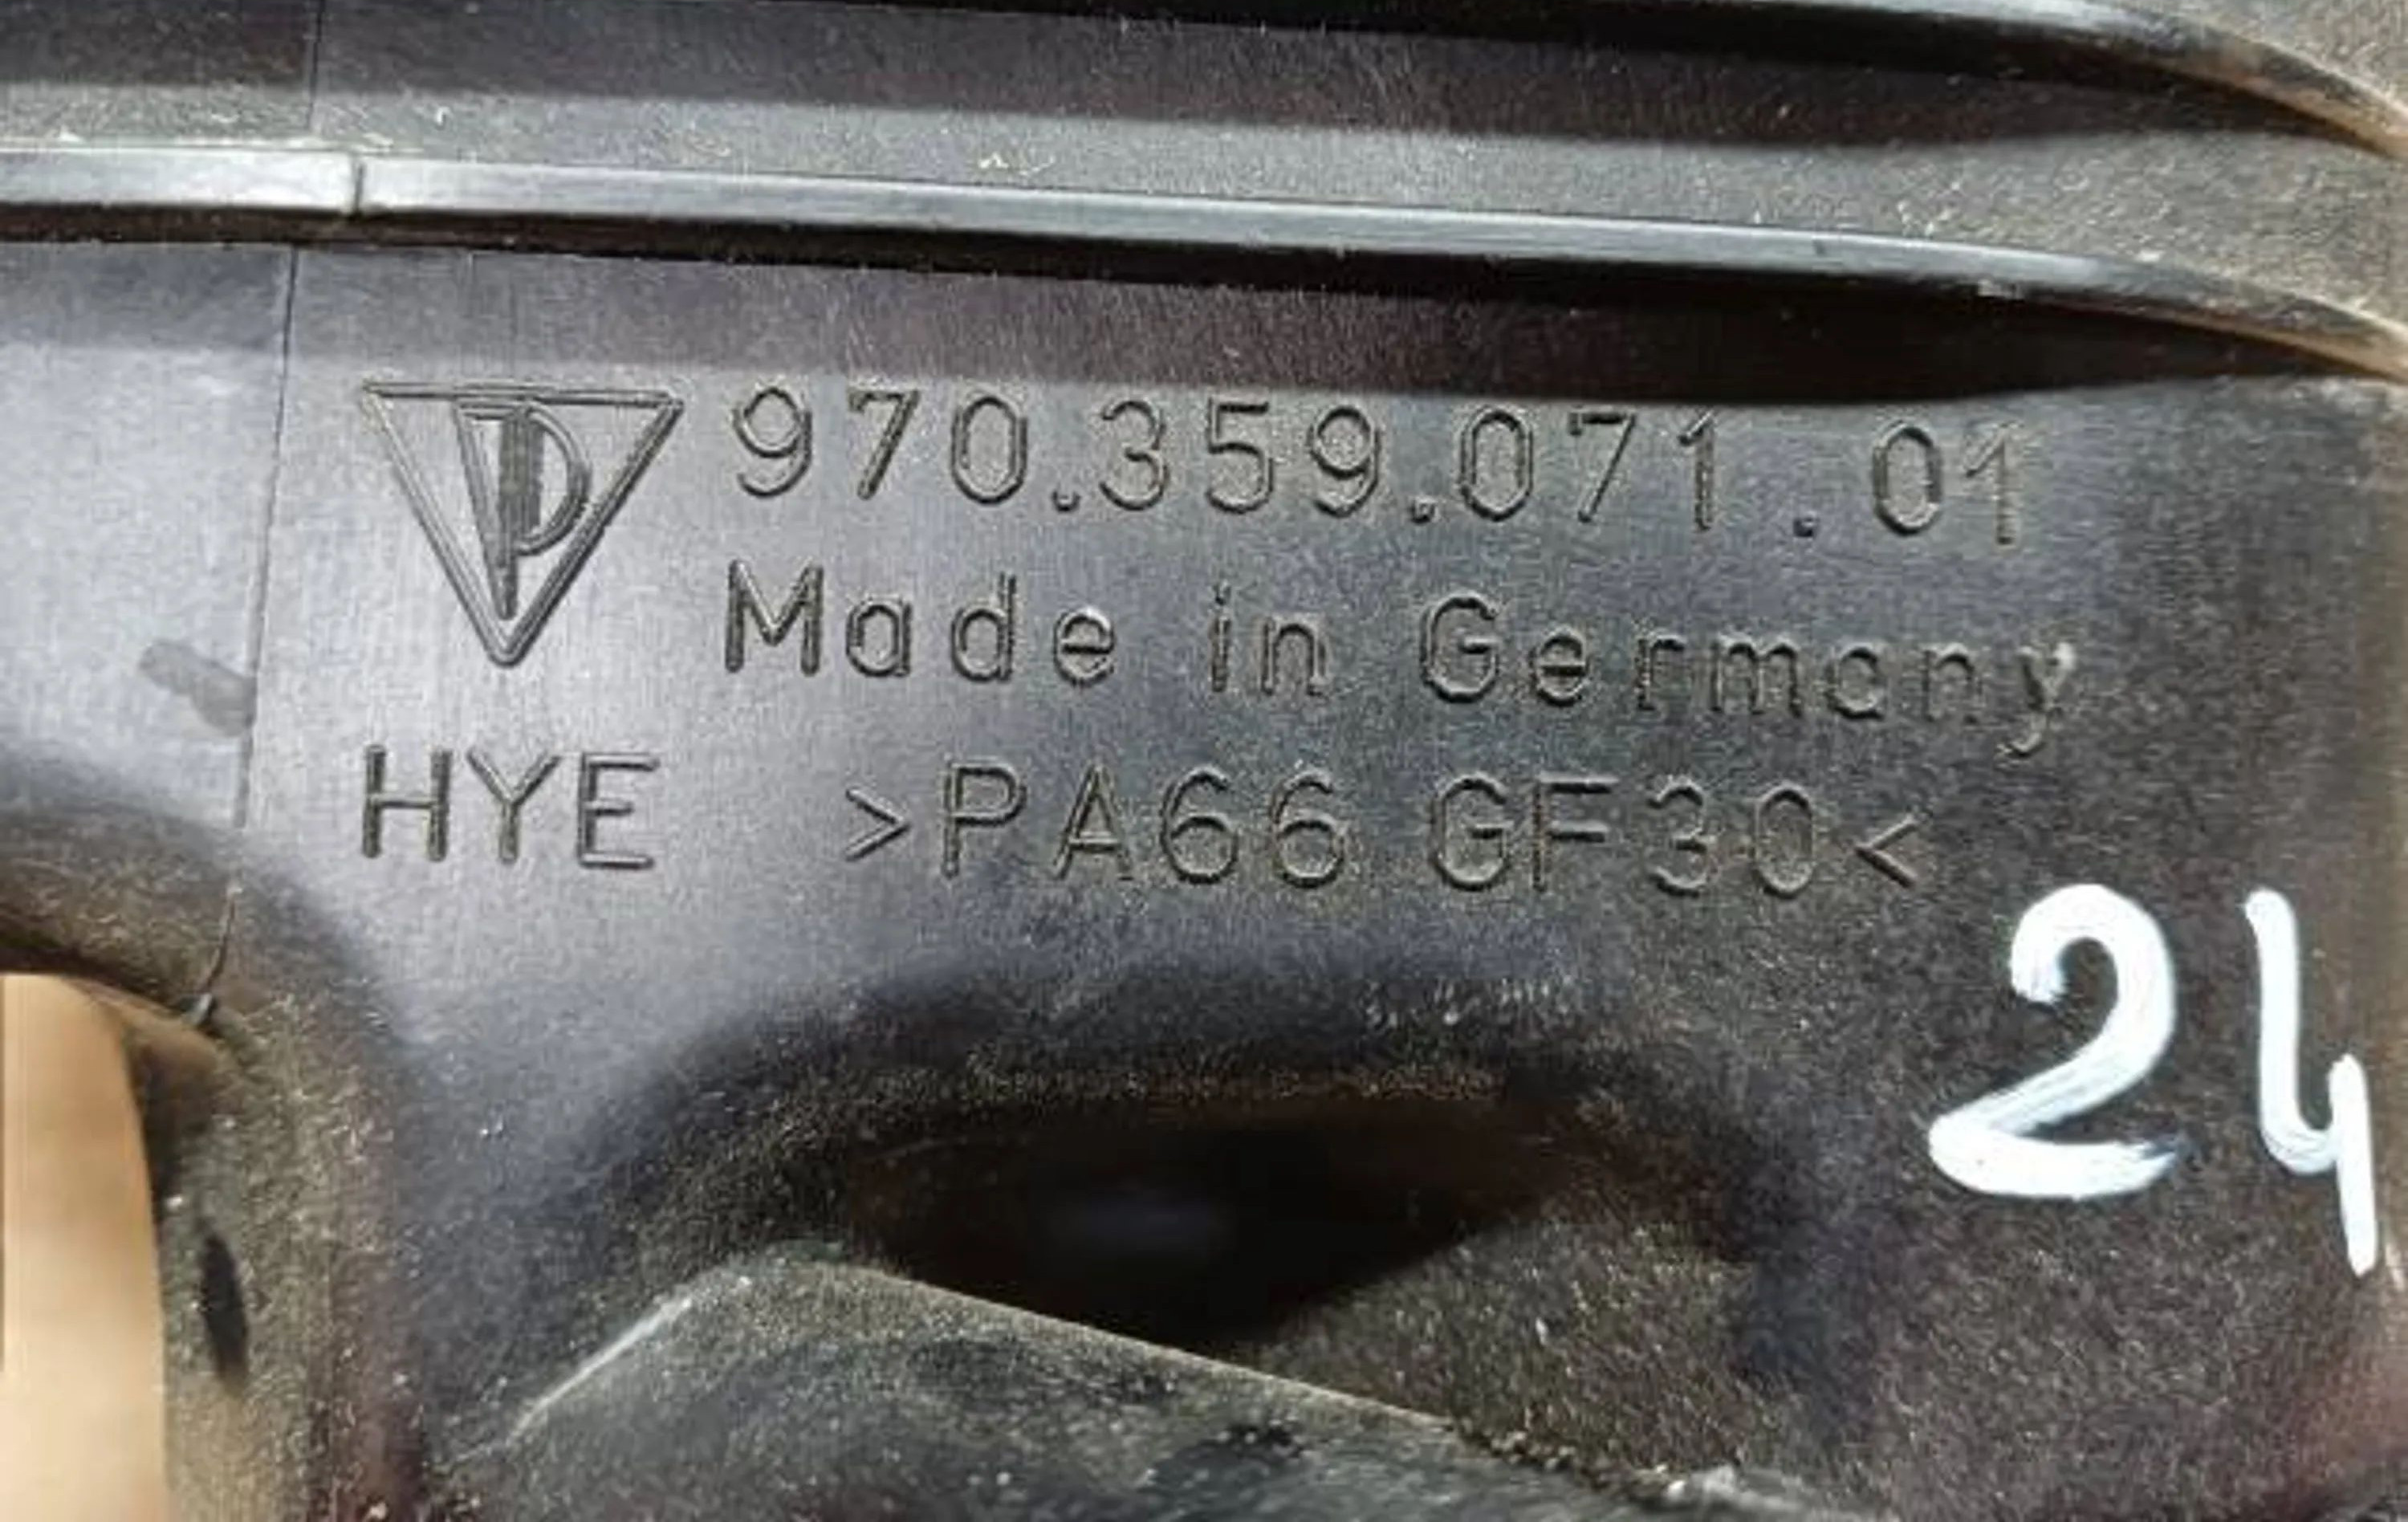 970.359.071.01
Made in Germany
HYE >PA66 GF30<
24